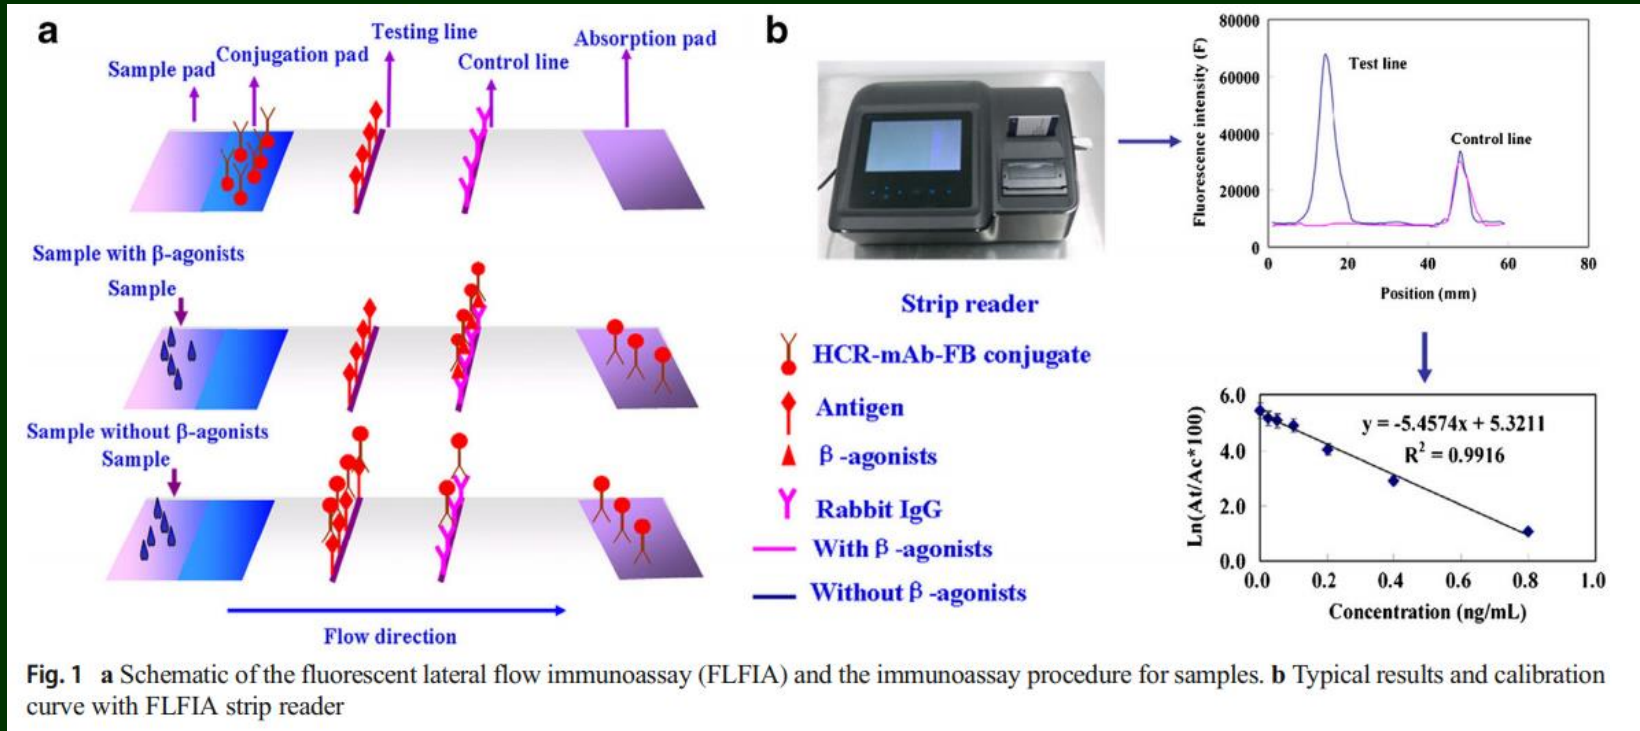 a
Sample pad
Conjugation pad
Testing line
Control line
Absorption pad
Sample with β-agonists
Sample
Sample without β-agonists
Sample
Flow direction
b
Strip reader
HCR-mAb-FB conjugate
Antigen
β -agonists
Rabbit IgG
With β -agonists
Without β -agonists
Fluorescence intensity (F)
80000
60000
40000
20000
0
Test line
Control line
0 20 40 60 80
Position (mm)
Ln(At/Ac*100)
6.0
4.0
2.0
0.0
y = -5.4574x + 5.3211
R² = 0.9916
0.0 0.2 0.4 0.6 0.8 1.0
Concentration (ng/mL)
Fig. 1 a Schematic of the fluorescent lateral flow immunoassay (FLFIA) and the immunoassay procedure for samples. b Typical results and calibration
curve with FLFIA strip reader